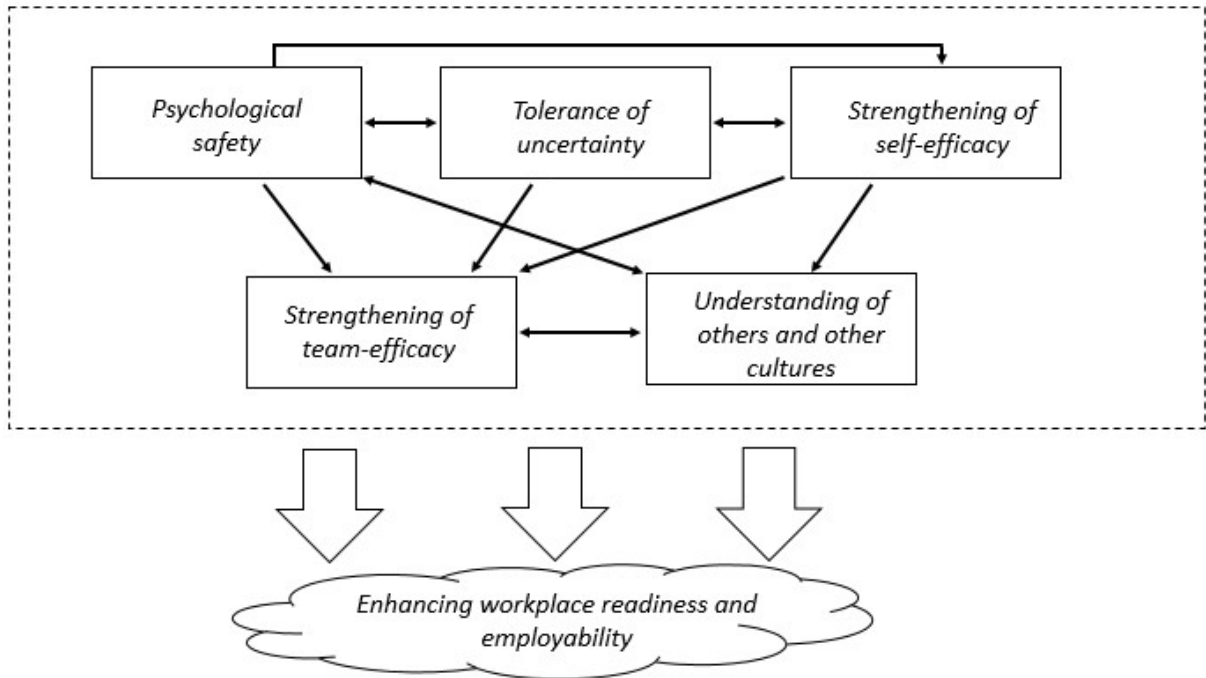 Psychological
safety
Tolerance of
uncertainty
Strengthening of
self-efficacy
Strengthening of
team-efficacy
Understanding of
others and other
cultures
Enhancing workplace readiness and
employability